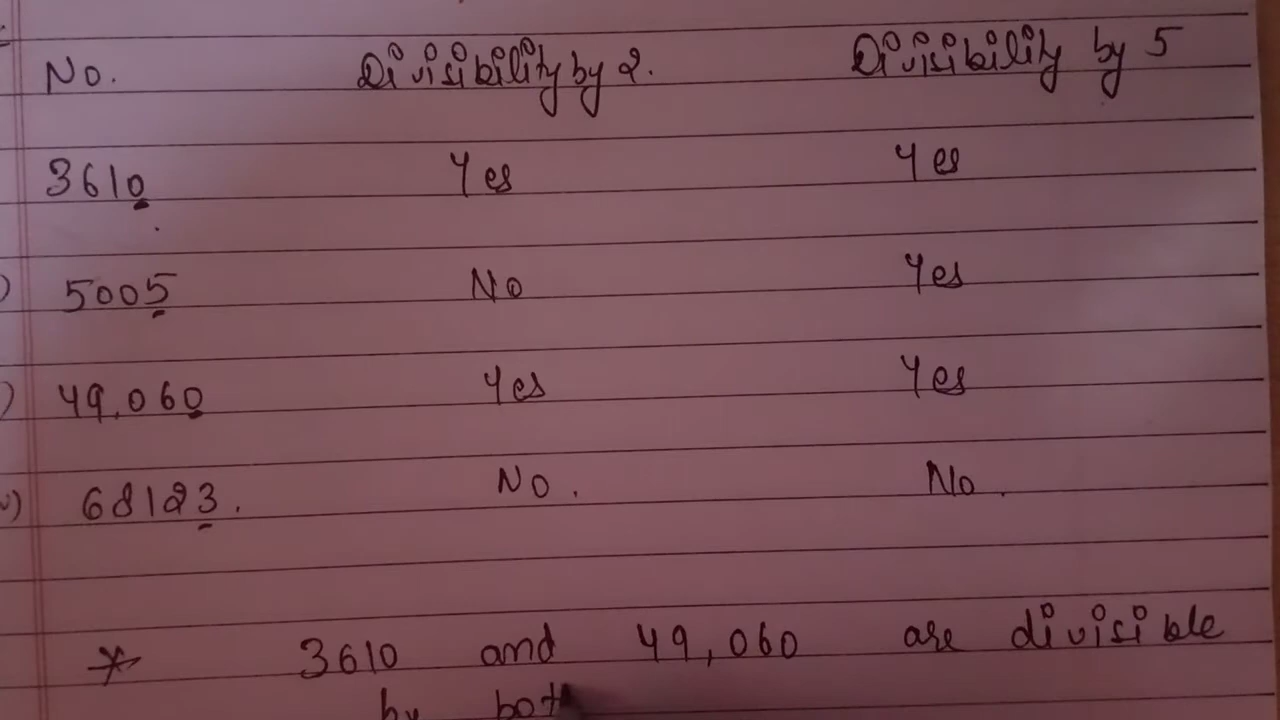 No. Divisibility by 2. Divisibility by 5
3610 Yes Yes
) 5005 No Yes
) 49,060 Yes Yes
) 68123. No. No.
* 3610 and 49,060 are divisible
by both